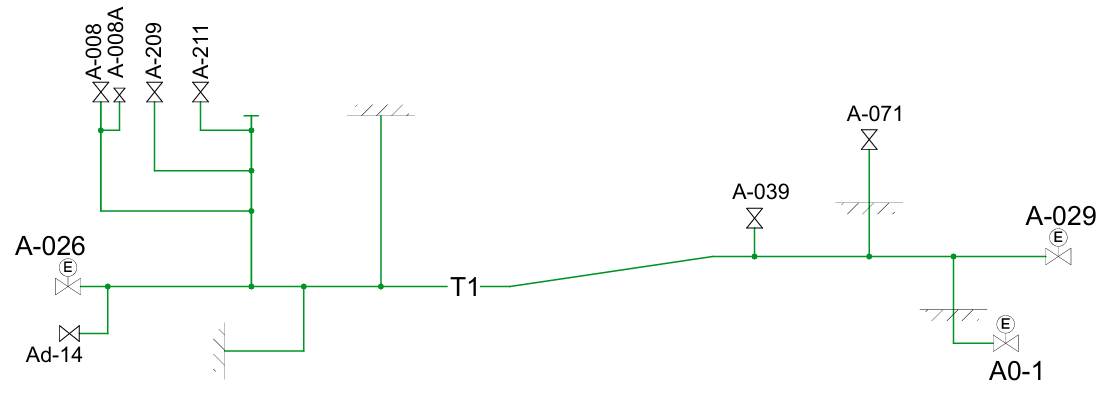 A-008
A-008A
A-209
A-211
A-071
A-039
A-026
E
A-029
E
T1
Ad-14
E
A0-1